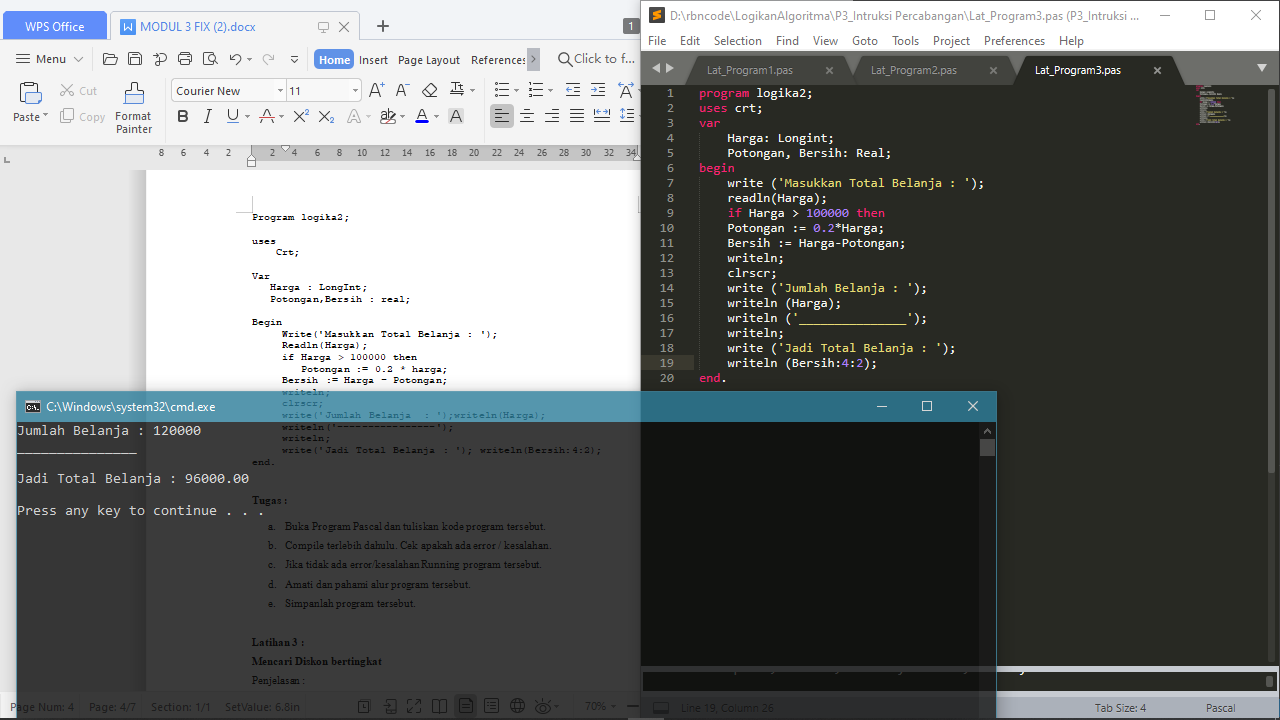 WPS Office
MODUL 3 FIX (2).docx
1
Menu
Home
Insert
Page Layout
References
Click to f...
Paste
Cut
Copy
Format
Painter
Courier New
11
8 6 4 2 2 4 6 8 10 12 14 16 18 20 22 24 26 28 30 32 34
Program logika2;
uses
Crt;
Var
Harga : LongInt;
Potongan,Bersih : real;
Begin
Write('Masukkan Total Belanja : ');
Readln(Harga);
if Harga > 100000 then
Potongan := 0.2 * harga;
Bersih := Harga - Potongan;
writeln;
clrscr;
write('Jumlah Belanja : ');writeln(Harga);
writeln('----------------');
writeln;
write('Jadi Total Belanja : '); writeln(Bersih:4:2);
end.
Tugas :
a. Buka Program Pascal dan tuliskan kode program tersebut.
b. Compile terlebih dahulu. Cek apakah ada error / kesalahan.
c. Jika tidak ada error/kesalahan Running program tersebut.
d. Amati dan pahami alur program tersebut.
e. Simpanlah program tersebut.
Latihan 3 :
Mencari Diskon bertingkat
Penjelasan :
Page Num: 4 Page: 4/7 Section: 1/1 SetValue: 6.8in 70%
D:\rbncode\LogikanAlgoritma\P3_Intruksi Percabangan\Lat_Program3.pas (P3_Intruksi ...
File Edit Selection Find View Goto Tools Project Preferences Help
Lat_Program1.pas
Lat_Program2.pas
Lat_Program3.pas
1 program logika2;
2 uses crt;
3 var
4 Harga: Longint;
5 Potongan, Bersih: Real;
6 begin
7 write ('Masukkan Total Belanja : ');
8 readln(Harga);
9 if Harga > 100000 then
10 Potongan := 0.2*Harga;
11 Bersih := Harga-Potongan;
12 writeln;
13 clrscr;
14 write ('Jumlah Belanja : ');
15 writeln (Harga);
16 writeln ('_______________');
17 writeln;
18 write ('Jadi Total Belanja : ');
19 writeln (Bersih:4:2);
20 end.
Line 19, Column 26
Tab Size: 4
Pascal
C:\Windows\system32\cmd.exe
Jumlah Belanja : 120000
_______________
Jadi Total Belanja : 96000.00
Press any key to continue . . .